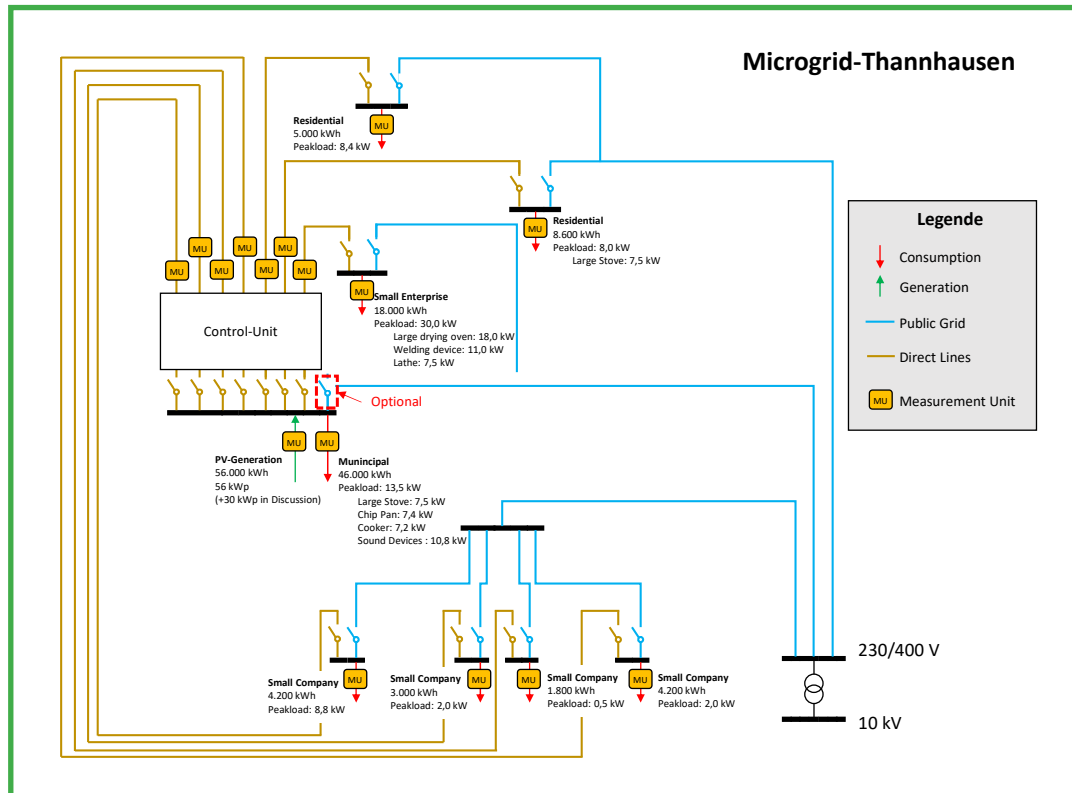 Microgrid-Thannhausen
Residential
5.000 kWh
Peakload: 8,4 kW
MU
Residential
8.600 kWh
Peakload: 8,0 kW
Large Stove: 7,5 kW
MU
Small Enterprise
18.000 kWh
Peakload: 30,0 kW
Large drying oven: 18,0 kW
Welding device: 11,0 kW
Lathe: 7,5 kW
MU
MU
MU
MU
MU
MU
MU
MU
Control-Unit
Optional
MU
MU
PV-Generation
56.000 kWh
56 kWp
(+30 kWp in Discussion)
Munincipal
46.000 kWh
Peakload: 13,5 kW
Large Stove: 7,5 kW
Chip Pan: 7,4 kW
Cooker: 7,2 kW
Sound Devices : 10,8 kW
Legende
Consumption
Generation
Public Grid
Direct Lines
MU
Measurement Unit
MU
MU
MU
MU
Small Company
4.200 kWh
Peakload: 8,8 kW
Small Company
3.000 kWh
Peakload: 2,0 kW
Small Company
1.800 kWh
Peakload: 0,5 kW
Small Company
4.200 kWh
Peakload: 2,0 kW
230/400 V
10 kV